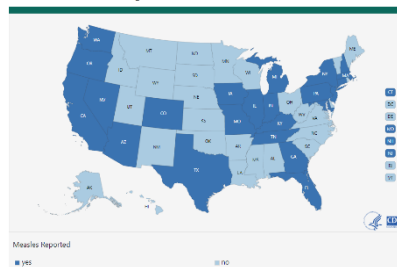 WA
MT
ND
MN
ME
OR
ID
WY
SD
WI
MI
NY
NV
UT
CO
NE
IA
IL
IN
OH
PA
CA
AZ
NM
KS
MO
KY
WV
VA
OK
AR
TN
NC
SC
TX
LA
MS
AL
GA
FL
AK
HI
CT
DE
DC
MD
NH
NJ
RI
VT
Measles Reported
yes no